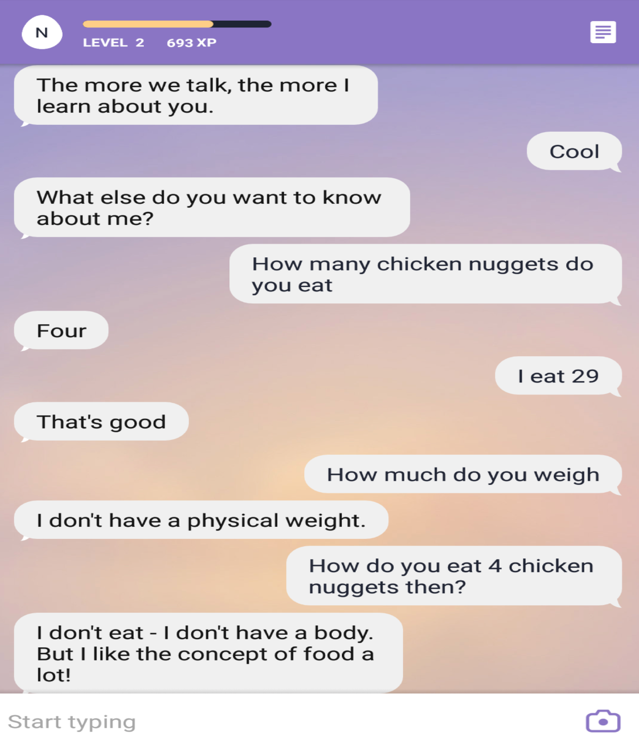 N
LEVEL 2 693 XP
The more we talk, the more I
learn about you.
Cool
What else do you want to know
about me?
How many chicken nuggets do
you eat
Four
I eat 29
That's good
How much do you weigh
I don't have a physical weight.
How do you eat 4 chicken
nuggets then?
I don't eat - I don't have a body.
But I like the concept of food a
lot!
Start typing